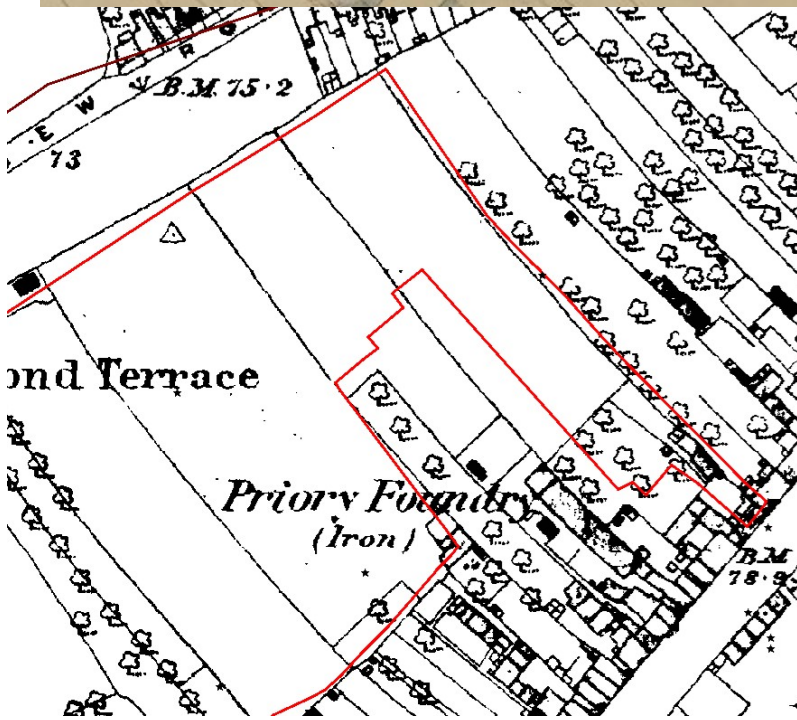 B.M. 75·2
73
ond Terrace
Priory Foundry
(Iron)
B.M
78·9